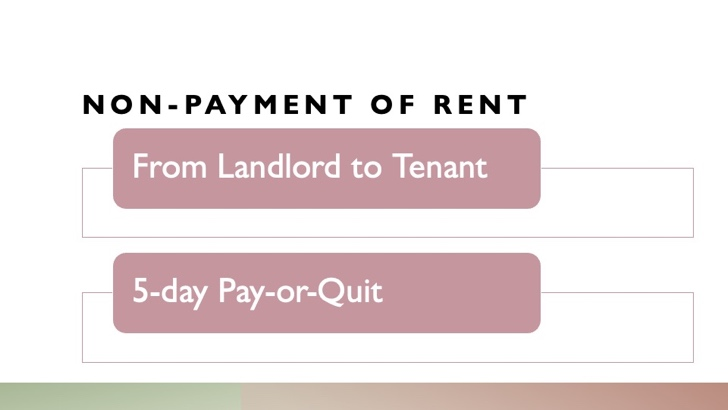 NON-PAYMENT OF RENT
From Landlord to Tenant
5-day Pay-or-Quit